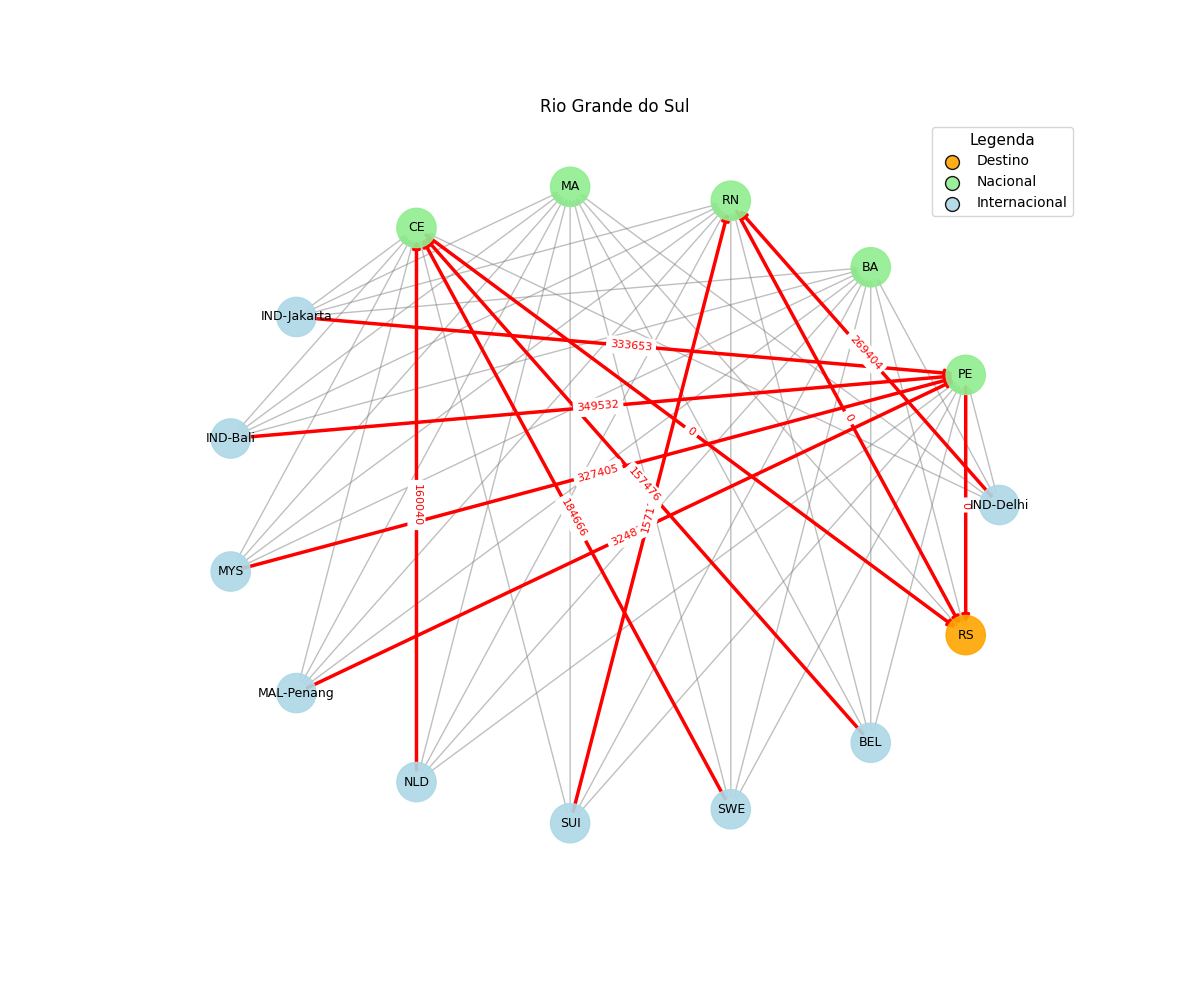 Rio Grande do Sul
Legenda
Destino
Nacional
Internacional
MA
RN
CE
BA
IND-Jakarta
333653
269404
PE
349532
0
0
IND-Bali
327405
157476
160040
184666
0
IND-Delhi
1571
MYS
RS
MAL-Penang
BEL
NLD
SWE
SUI